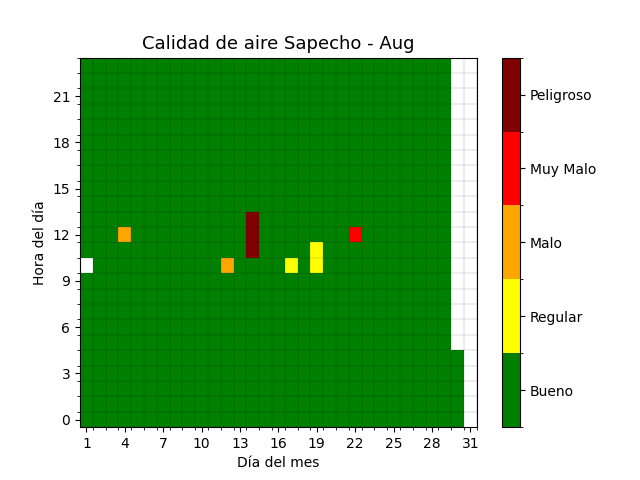 Calidad de aire Sapecho - Aug
Hora del día
21
18
15
12
9
6
3
0
1 4 7 10 13 16 19 22 25 28 31
Día del mes
Peligroso
Muy Malo
Malo
Regular
Bueno